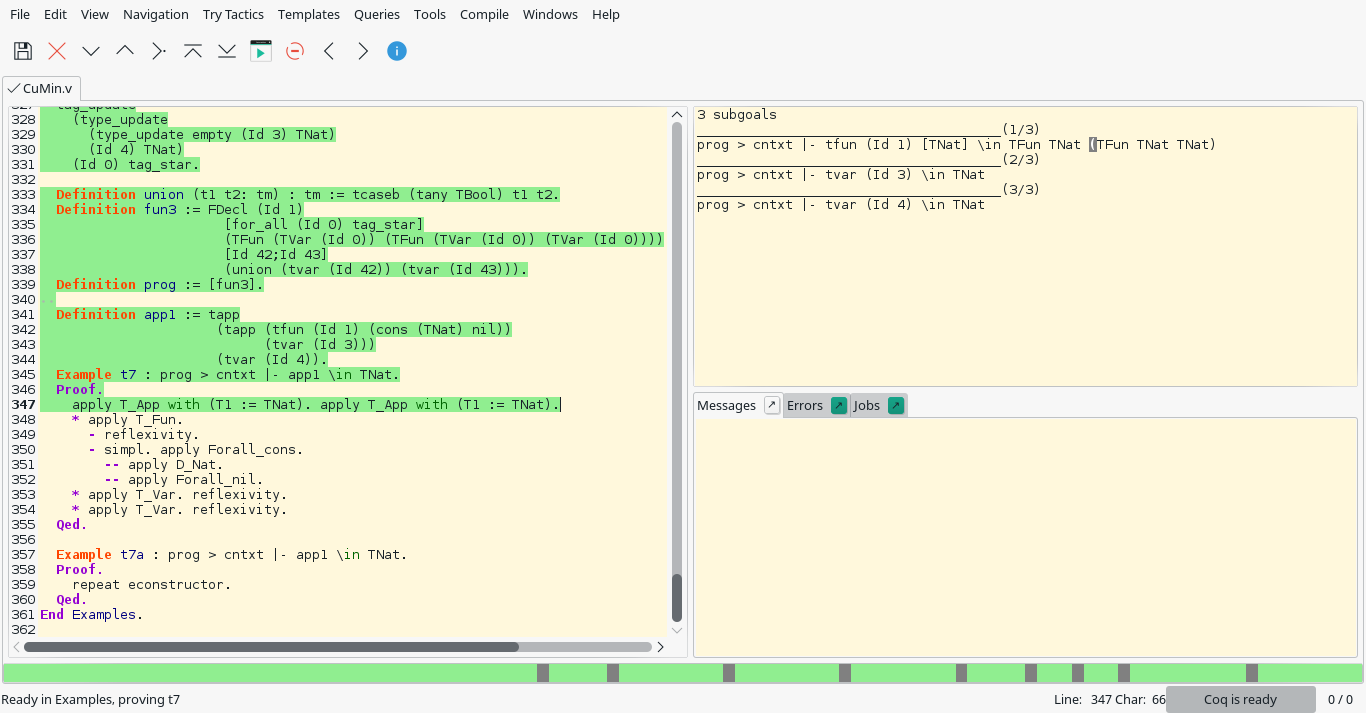 File Edit View Navigation Try Tactics Templates Queries Tools Compile Windows Help
CuMin.v
327 tag_update
328 (type_update
329 (type_update empty (Id 3) TNat)
330 (Id 4) TNat)
331 (Id 0) tag_star.
332
333 Definition union (t1 t2: tm) : tm := tcaseb (tany TBool) t1 t2.
334 Definition fun3 := FDecl (Id 1)
335 [for_all (Id 0) tag_star]
336 (TFun (TVar (Id 0)) (TFun (TVar (Id 0)) (TVar (Id 0))))
337 [Id 42;Id 43]
338 (union (tvar (Id 42)) (tvar (Id 43))).
339 Definition prog := [fun3].
340
341 Definition app1 := tapp
342 (tapp (tfun (Id 1) (cons (TNat) nil))
343 (tvar (Id 3)))
344 (tvar (Id 4)).
345 Example t7 : prog > cntxt |- app1 \in TNat.
346 Proof.
347 apply T_App with (T1 := TNat). apply T_App with (T1 := TNat).
348 * apply T_Fun.
349 - reflexivity.
350 - simpl. apply Forall_cons.
351 -- apply D_Nat.
352 -- apply Forall_nil.
353 * apply T_Var. reflexivity.
354 * apply T_Var. reflexivity.
355 Qed.
356
357 Example t7a : prog > cntxt |- app1 \in TNat.
358 Proof.
359 repeat econstructor.
360 Qed.
361 End Examples.
362
3 subgoals
______________________________________(1/3)
prog > cntxt |- tfun (Id 1) [TNat] \in TFun TNat (TFun TNat TNat)
______________________________________(2/3)
prog > cntxt |- tvar (Id 3) \in TNat
______________________________________(3/3)
prog > cntxt |- tvar (Id 4) \in TNat
Messages Errors Jobs
Ready in Examples, proving t7 Line: 347 Char: 66 Coq is ready 0 / 0